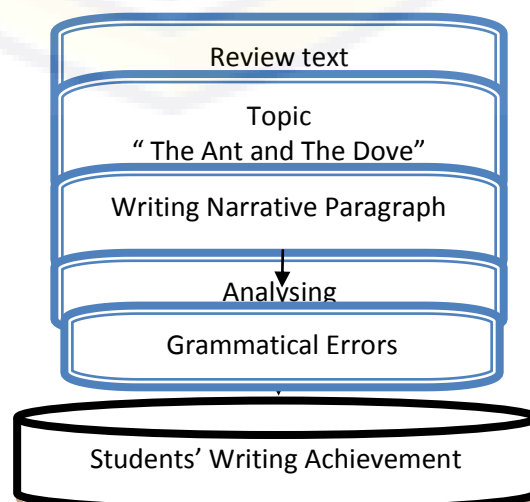 Review text
Topic
“ The Ant and The Dove”
Writing Narrative Paragraph
Analysing
Grammatical Errors
Students’ Writing Achievement